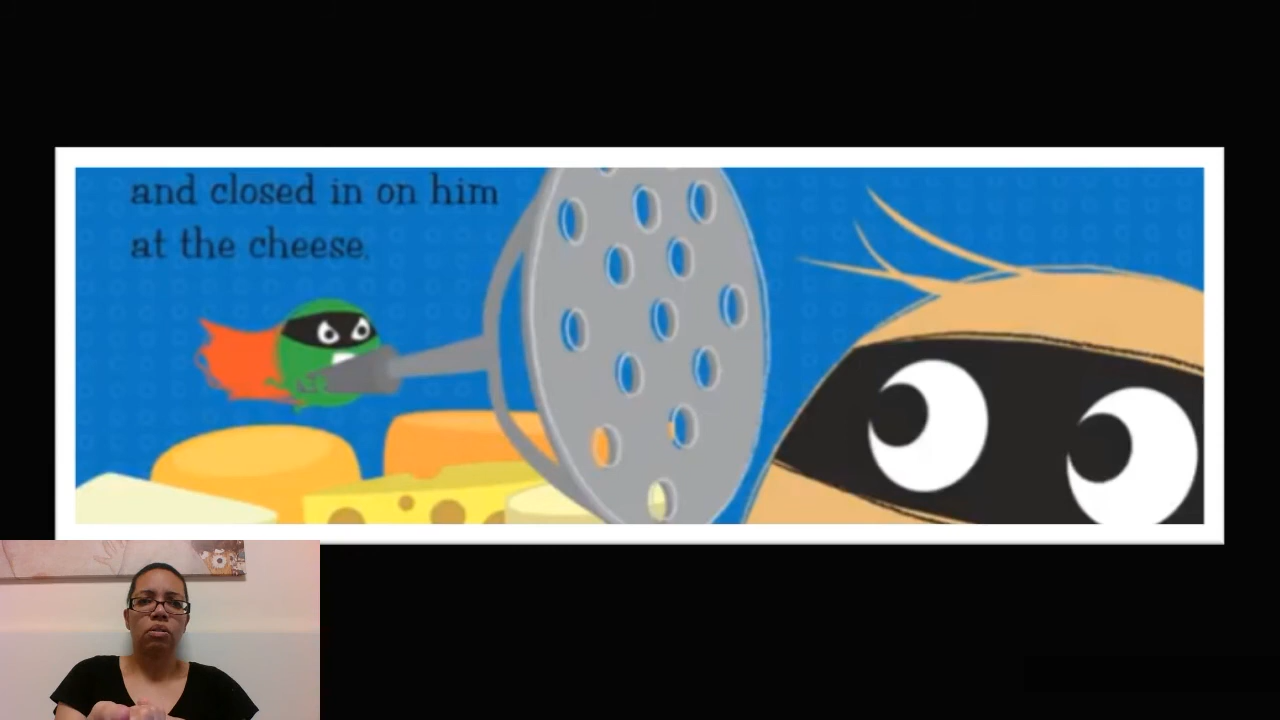 and closed in on him
at the cheese.